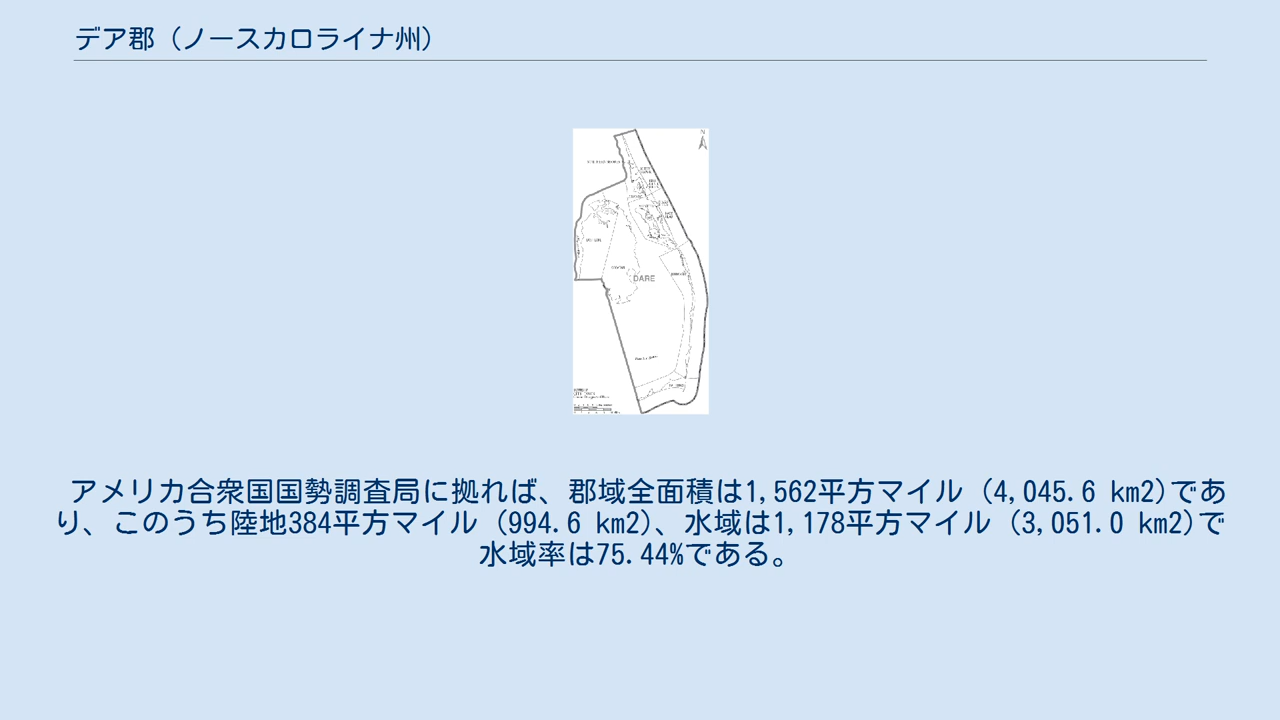 デア郡（ノースカロライナ州）
N
DARE
アメリカ合衆国国勢調査局に拠れば、郡域全面積は1,562平方マイル (4,045.6 km2)であ
り、このうち陸地384平方マイル (994.6 km2)、水域は1,178平方マイル (3,051.0 km2)で
水域率は75.44%である。